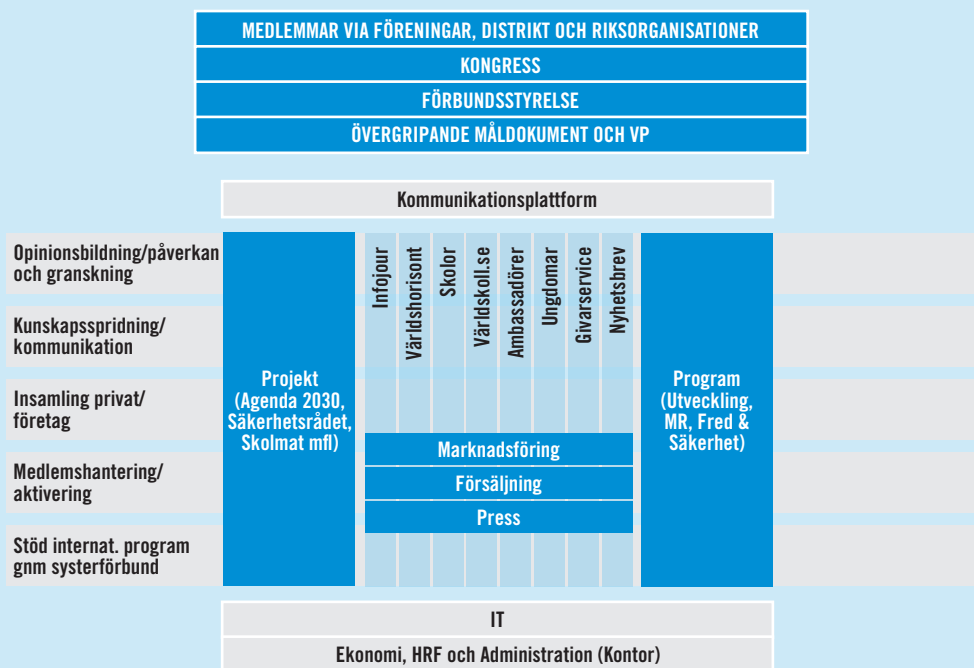 MEDLEMMAR VIA FÖRENINGAR, DISTRIKT OCH RIKSORGANISATIONER
KONGRESS
FÖRBUNDSSTYRELSE
ÖVERGRIPANDE MÅLDOKUMENT OCH VP
Kommunikationsplattform
Opinionsbildning/påverkan
och granskning
Kunskapsspridning/
kommunikation
Insamling privat/
företag
Medlemshantering/
aktivering
Stöd internat. program
gnm systerförbund
Projekt
(Agenda 2030,
Säkerhetsrådet,
Skolmat mfl)
Infojour
Världshorisont
Skolor
Världskoll.se
Ambassadörer
Ungdomar
Givarservice
Nyhetsbrev
Marknadsföring
Försäljning
Press
Program
(Utveckling,
MR, Fred &
Säkerhet)
IT
Ekonomi, HRF och Administration (Kontor)